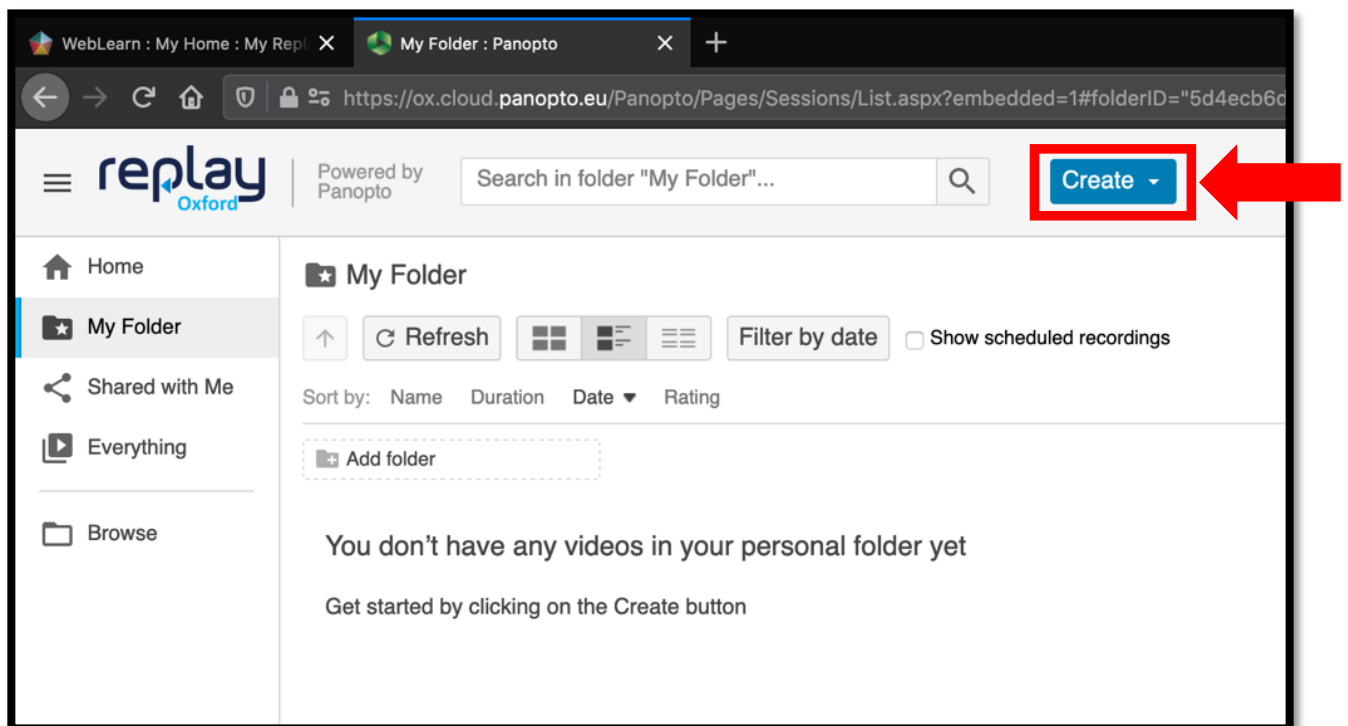 WebLearn : My Home : My Repl
My Folder : Panopto
https://ox.cloud.panopto.eu/Panopto/Pages/Sessions/List.aspx?embedded=1#folderID="5d4ecb6d
replay
Oxford
Powered by
Panopto
Search in folder "My Folder"...
Create
Home
My Folder
Shared with Me
Everything
Browse
My Folder
Refresh
Filter by date
Show scheduled recordings
Sort by: Name Duration Date Rating
Add folder
You don't have any videos in your personal folder yet
Get started by clicking on the Create button